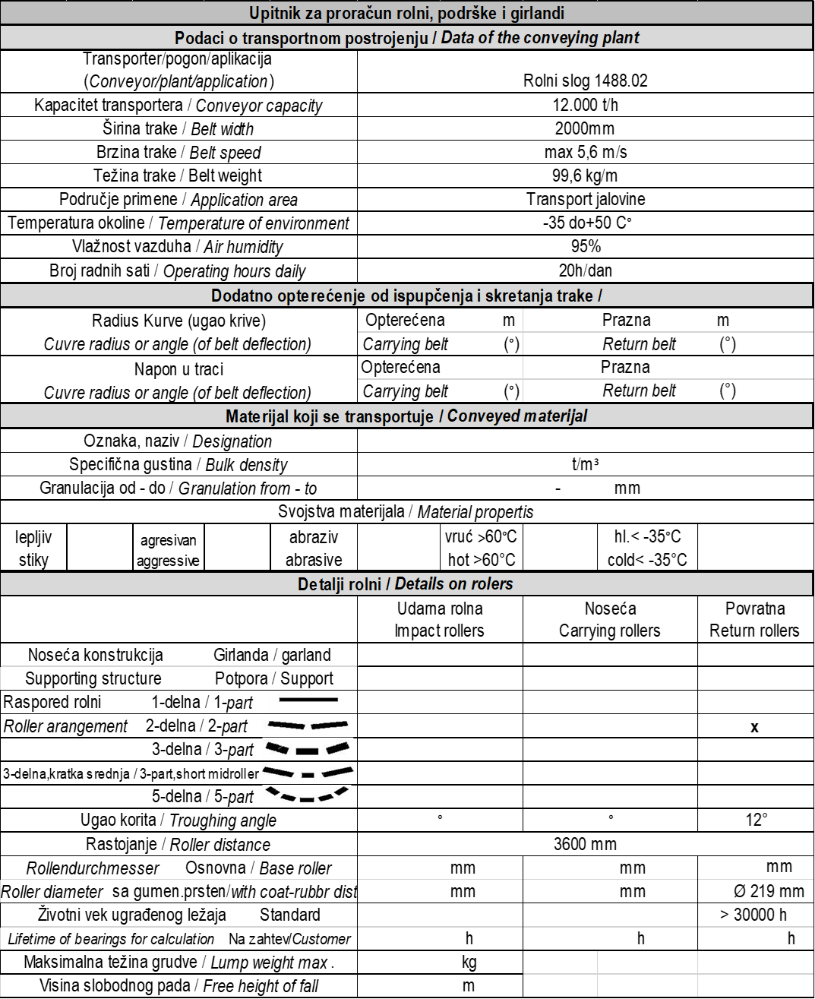 Upitnik za proračun rolni, podrške i girlandi
Podaci o transportnom postrojenju / Data of the conveying plant
Transporter/pogon/aplikacija
(Conveyor/plant/application) Rolni slog 1488.02
Kapacitet transportera / Conveyor capacity 12.000 t/h
Širina trake / Belt width 2000mm
Brzina trake / Belt speed max 5,6 m/s
Težina trake / Belt weight 99,6 kg/m
Područje primene / Application area Transport jalovine
Temperatura okoline / Temperature of environment -35 do+50 C°
Vlažnost vazduha / Air humidity 95%
Broj radnih sati / Operating hours daily 20h/dan
Dodatno opterećenje od ispupčenja i skretanja trake /
Radius Kurve (ugao krive) Opterećena m Prazna m
Cuvre radius or angle (of belt deflection) Carrying belt (°) Return belt (°)
Napon u traci Opterećena Prazna
Cuvre radius or angle (of belt deflection) Carrying belt (°) Return belt (°)
Materijal koji se transportuje / Conveyed materijal
Oznaka, naziv / Designation
Specifična gustina / Bulk density t/m³
Granulacija od - do / Granulation from - to - mm
Svojstva materijala / Material propertis
lepljiv agresivan abraziv vruć >60°C hl.< -35°C
stiky aggressive abrasive hot >60°C cold< -35°C
Detalji rolni / Details on rolers
Udarna rolna Noseća Povratna
Impact rollers Carrying rollers Return rollers
Noseća konstrukcija Girlanda / garland
Supporting structure Potpora / Support
Raspored rolni 1-delna / 1-part
Roller arangement 2-delna / 2-part x
3-delna / 3-part
3-delna,kratka srednja / 3-part,short midroller
5-delna / 5-part
Ugao korita / Troughing angle ° ° 12°
Rastojanje / Roller distance 3600 mm
Rollendurchmesser Osnovna / Base roller mm mm mm
Roller diameter sa gumen.prsten/with coat-rubbr dist mm mm Ø 219 mm
Životni vek ugrađenog ležaja Standard > 30000 h
Lifetime of bearings for calculation Na zahtev/Customer h h h
Maksimalna težina grudve / Lump weight max . kg
Visina slobodnog pada / Free height of fall m